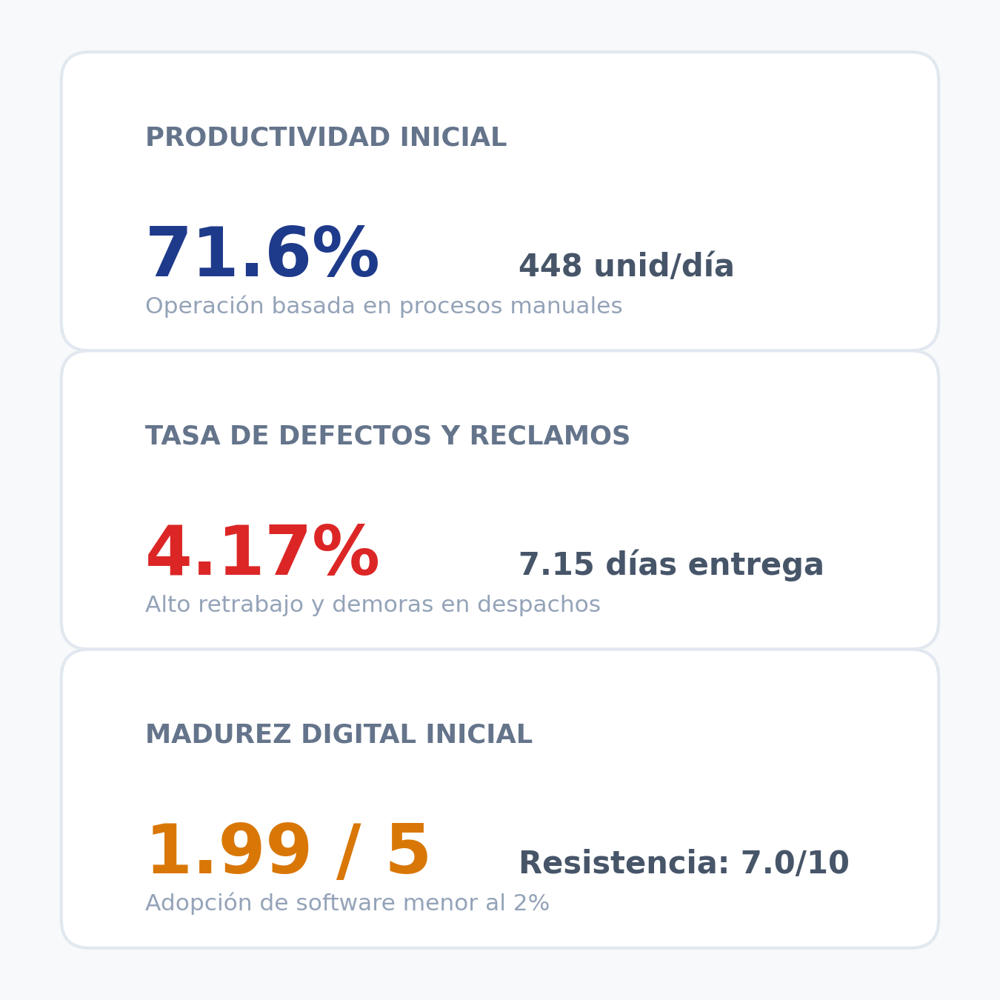 PRODUCTIVIDAD INICIAL
71.6% 448 unid/día
Operación basada en procesos manuales
TASA DE DEFECTOS Y RECLAMOS
4.17% 7.15 días entrega
Alto retrabajo y demoras en despachos
MADUREZ DIGITAL INICIAL
1.99 / 5 Resistencia: 7.0/10
Adopción de software menor al 2%